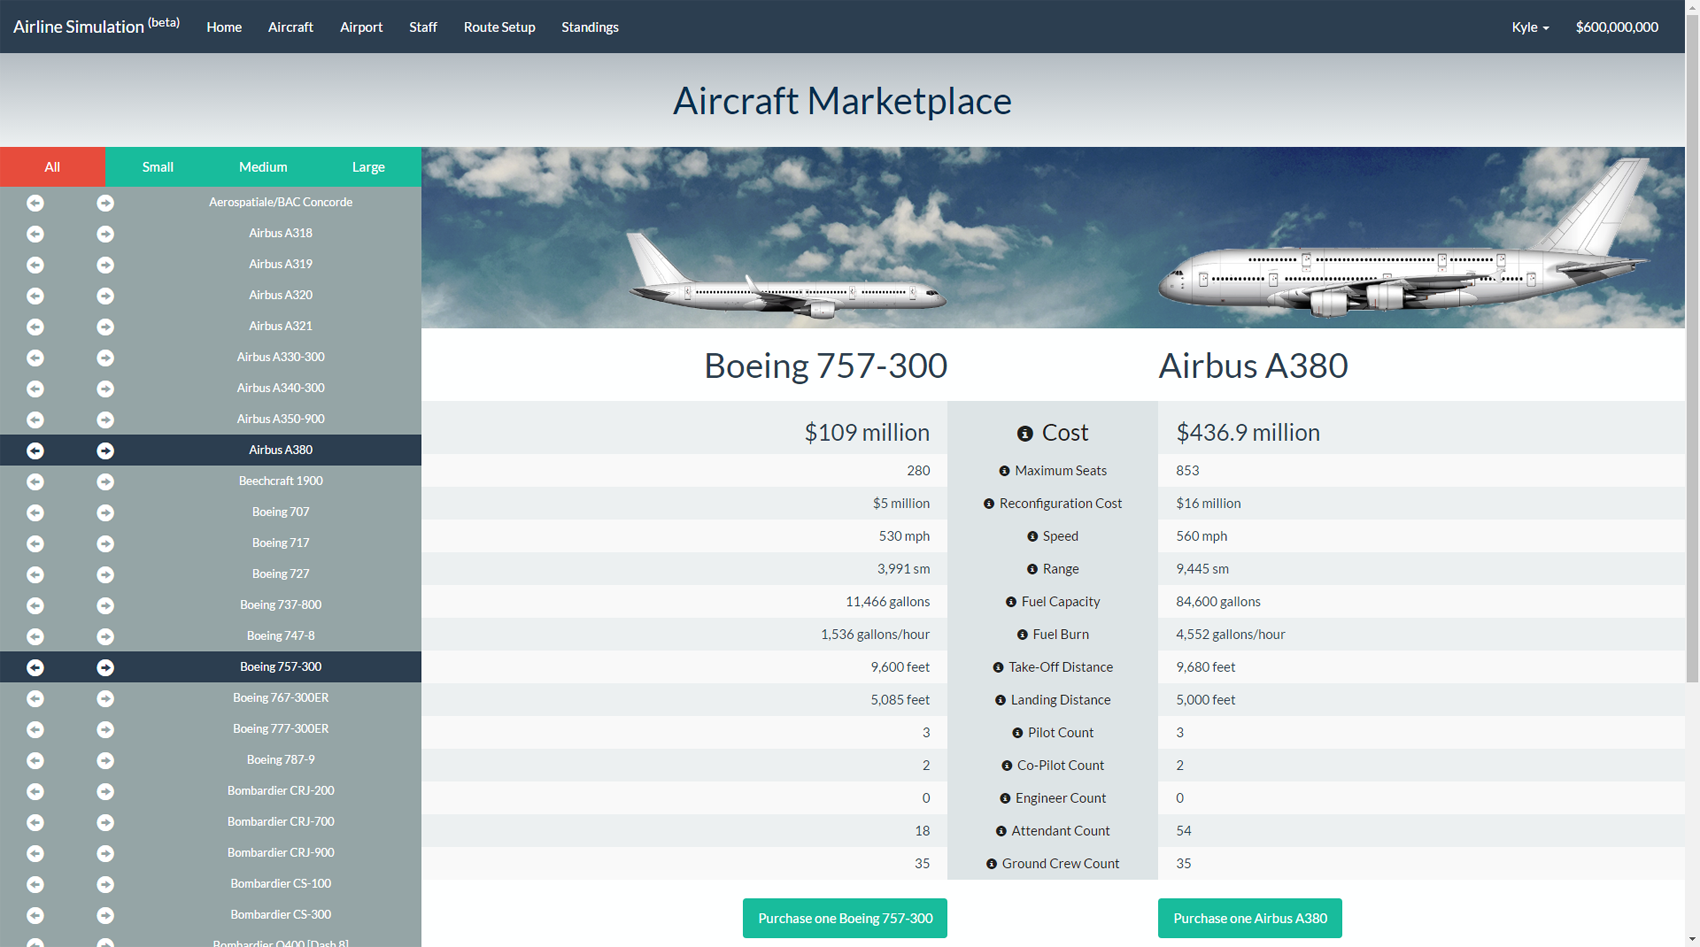 Airline Simulation (beta) Home Aircraft Airport Staff Route Setup Standings Kyle $600,000,000
Aircraft Marketplace
All Small Medium Large
Aerospatiale/BAC Concorde
Airbus A318
Airbus A319
Airbus A320
Airbus A321
Airbus A330-300
Airbus A340-300
Airbus A350-900
Airbus A380
Beechcraft 1900
Boeing 707
Boeing 717
Boeing 727
Boeing 737-800
Boeing 747-8
Boeing 757-300
Boeing 767-300ER
Boeing 777-300ER
Boeing 787-9
Bombardier CRJ-200
Bombardier CRJ-700
Bombardier CRJ-900
Bombardier CS-100
Bombardier CS-300
Bombardier Q400 [Dash 8]
Boeing 757-300 Airbus A380
$109 million Cost $436.9 million
280 Maximum Seats 853
$5 million Reconfiguration Cost $16 million
530 mph Speed 560 mph
3,991 sm Range 9,445 sm
11,466 gallons Fuel Capacity 84,600 gallons
1,536 gallons/hour Fuel Burn 4,552 gallons/hour
9,600 feet Take-Off Distance 9,680 feet
5,085 feet Landing Distance 5,000 feet
3 Pilot Count 3
2 Co-Pilot Count 2
0 Engineer Count 0
18 Attendant Count 54
35 Ground Crew Count 35
Purchase one Boeing 757-300 Purchase one Airbus A380